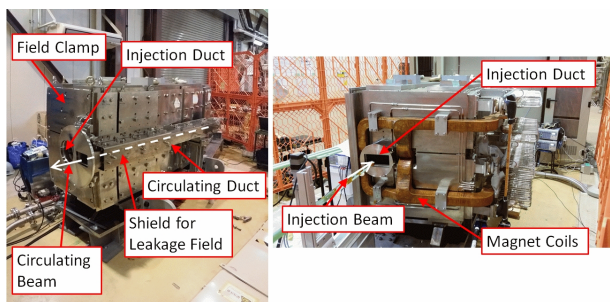 Field Clamp
Injection Duct
Circulating Duct
Shield for
Leakage Field
Circulating
Beam
Injection Duct
Injection Beam
Magnet Coils